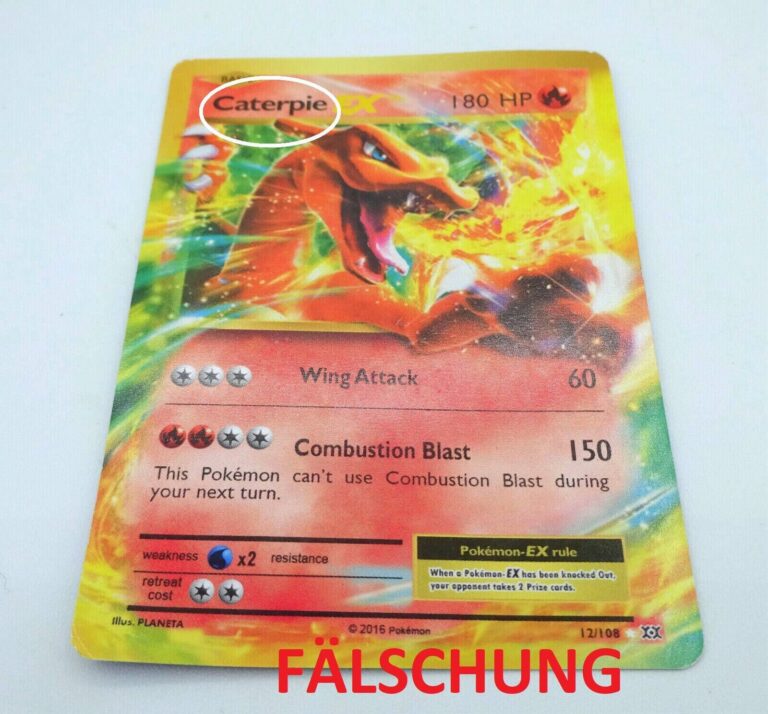 Caterpie EX 180 HP
Wing Attack 60
Combustion Blast 150
This Pokémon can't use Combustion Blast during
your next turn.
weakness x2 resistance
retreat
cost
Pokémon-EX rule
When a Pokémon-EX has been Knocked Out,
your opponent takes 2 Prize cards.
Illus. PLANETA
© 2016 Pokémon
12/108
FÄLSCHUNG